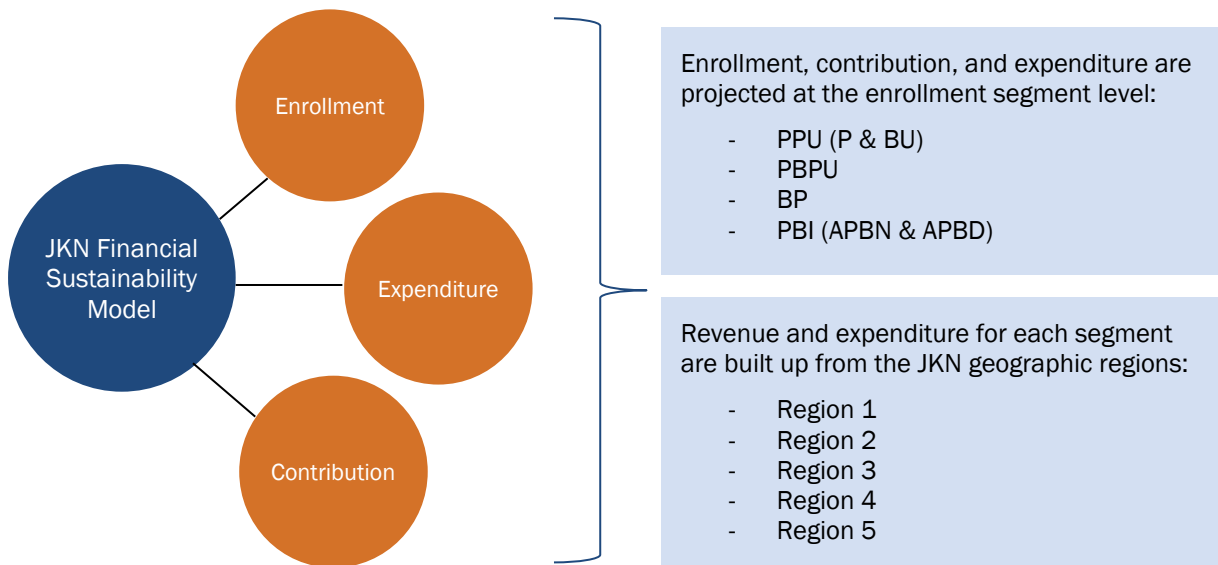 JKN Financial
Sustainability
Model
Enrollment
Expenditure
Contribution
Enrollment, contribution, and expenditure are
projected at the enrollment segment level:
- PPU (P & BU)
- PBPU
- BP
- PBI (APBN & APBD)
Revenue and expenditure for each segment
are built up from the JKN geographic regions:
- Region 1
- Region 2
- Region 3
- Region 4
- Region 5